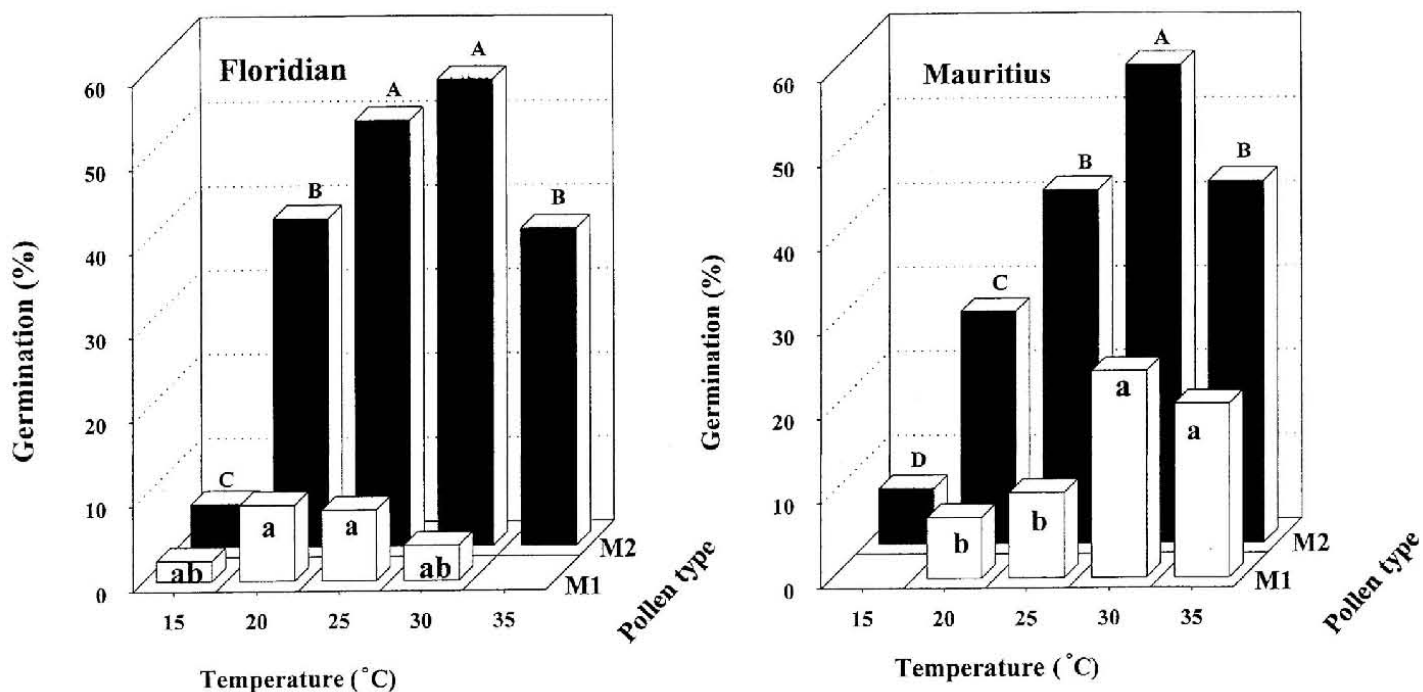 Floridian
Germination (%)
60
50
40
30
20
10
0
C
B
A
A
B
ab
a
a
ab
15
20
25
30
35
M2
M1
Pollen type
Temperature (°C)
Mauritius
Germination (%)
60
50
40
30
20
10
0
D
C
B
A
B
b
b
a
a
15
20
25
30
35
M2
M1
Pollen type
Temperature (°C)